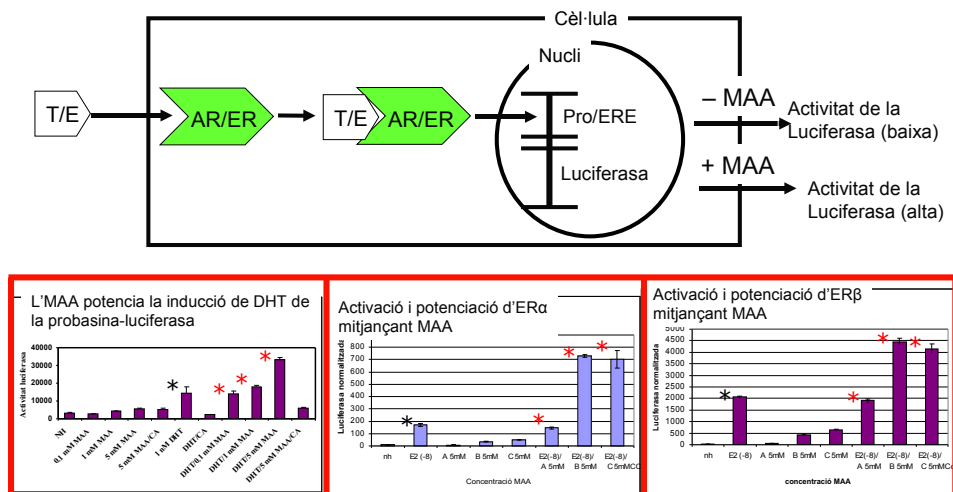 Cèl·lula
Nucli
T/E
AR/ER
T/E
AR/ER
Pro/ERE
Luciferasa
– MAA
Activitat de la
Luciferasa (baixa)
+ MAA
Activitat de la
Luciferasa (alta)
L'MAA potencia la inducció de DHT de
la probasina-luciferasa
Activitat luciferasa
40000
30000
20000
10000
0
*
*
*
*
NH
0,1 mM MAA
1 mM MAA
5 mM MAA
5 mM MAA/CA
1 mM DHT
DHT/CA
DHT/0,1 mM MAA
DHT/1 mM MAA
DHT/5 mM MAA
DHT/5 mM MAA/CA
Activació i potenciació d'ERα
mitjançant MAA
Luciferasa normalitzada
800
700
600
500
400
300
200
100
0
*
*
*
*
nh
E2 (-8)
A 5mM
B 5mM
C 5mM
E2(-8)/
A 5mM
E2(-8)/
B 5mM
E2(-8)/
C 5mMCC
Concentració MAA
Activació i potenciació d'ERβ
mitjançant MAA
Luciferasa normalitzada
5000
4500
4000
3500
3000
2500
2000
1500
1000
500
0
*
*
*
*
nh
E2 (-8)
A 5mM
B 5mM
C 5mM
E2(-8)/
A 5mM
E2(-8)/
B 5mM
E2(-8)/
C 5mMCc
concentració MAA